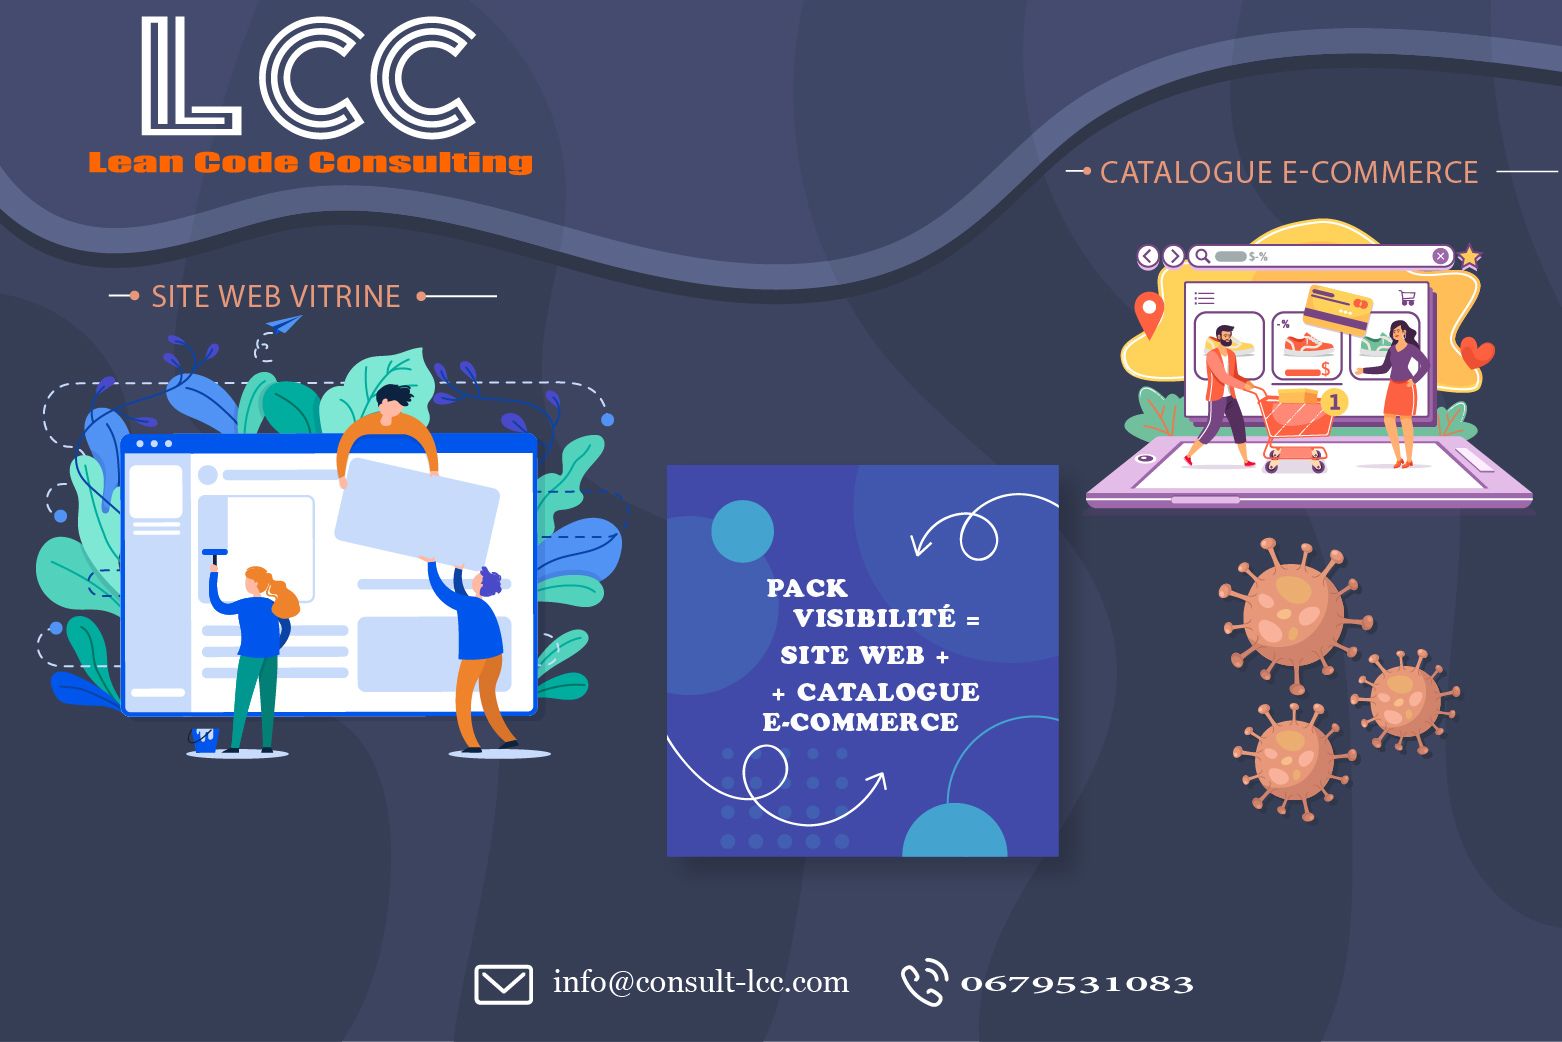 LCC
Lean Code Consulting
CATALOGUE E-COMMERCE
SITE WEB VITRINE
$-%
-%
$
1
PACK
VISIBILITÉ =
SITE WEB +
+ CATALOGUE
E-COMMERCE
info@consult-lcc.com
0679531083